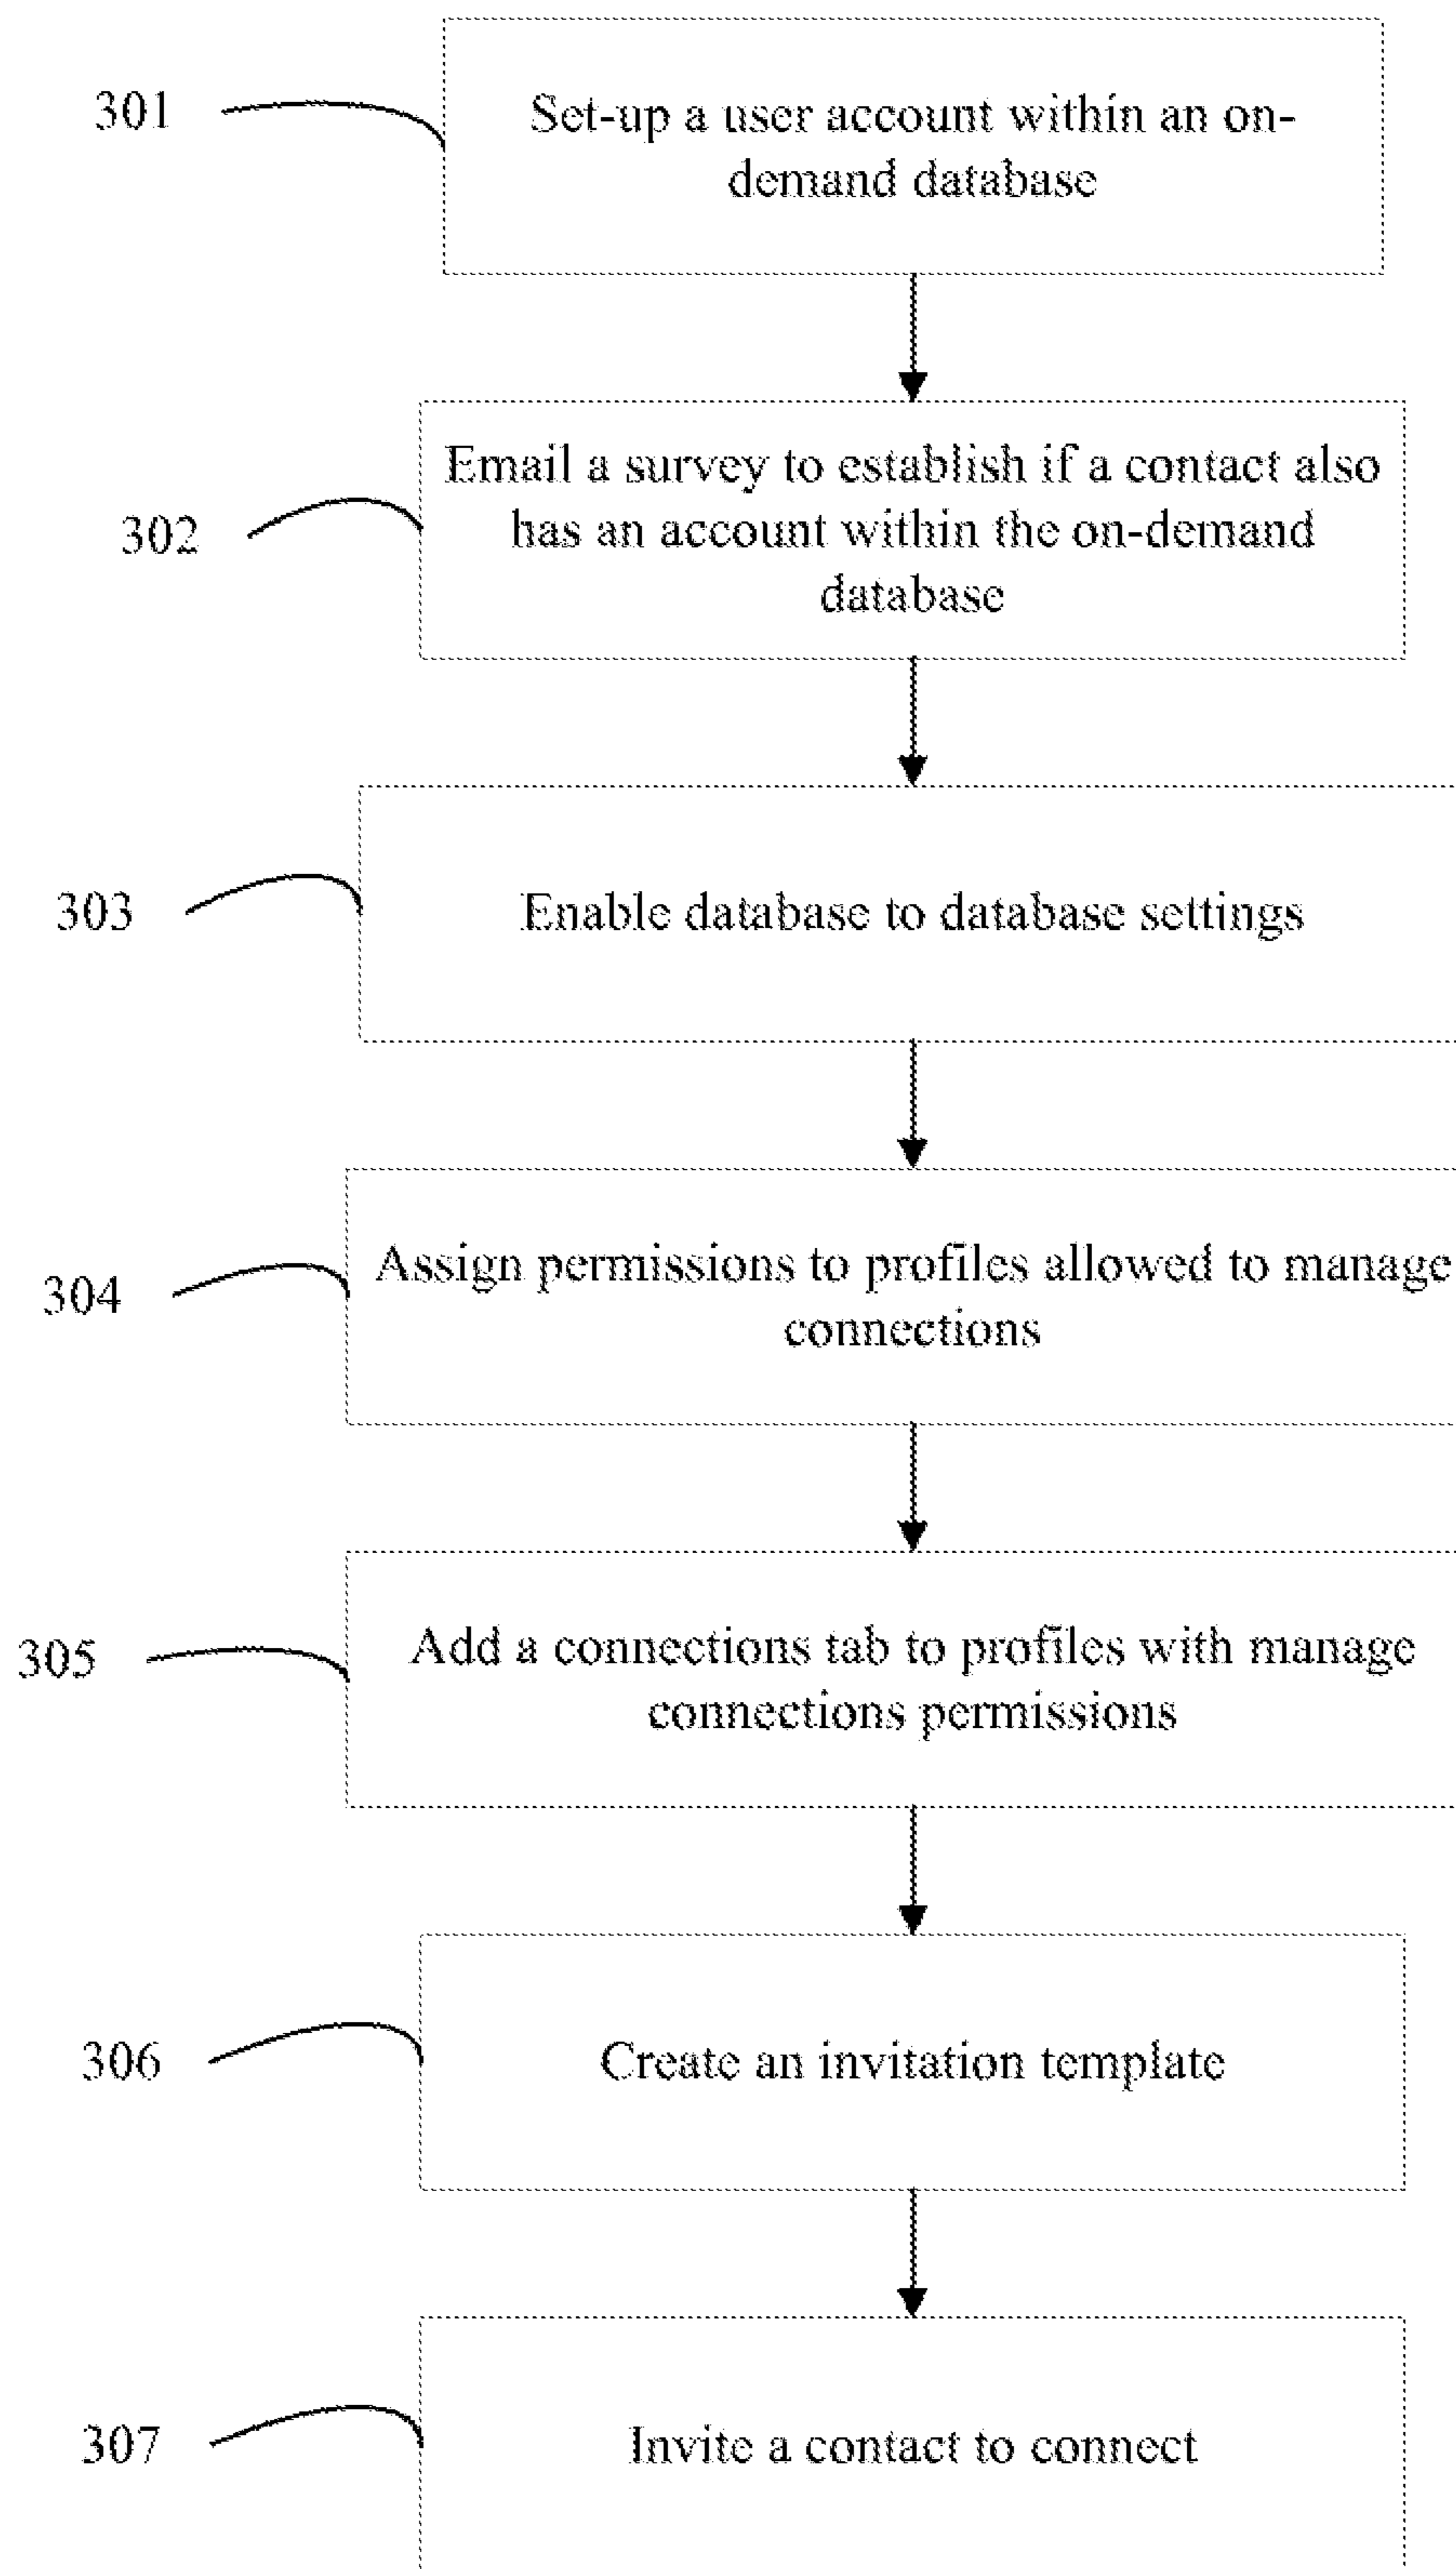 301
Set-up a user account within an on-
demand database
302
Email a survey to establish if a contact also
has an account within the on-demand
database
303
Enable database to database settings
304
Assign permissions to profiles allowed to manage
connections
305
Add a connections tab to profiles with manage
connections permissions
306
Create an invitation template
307
Invite a contact to connect